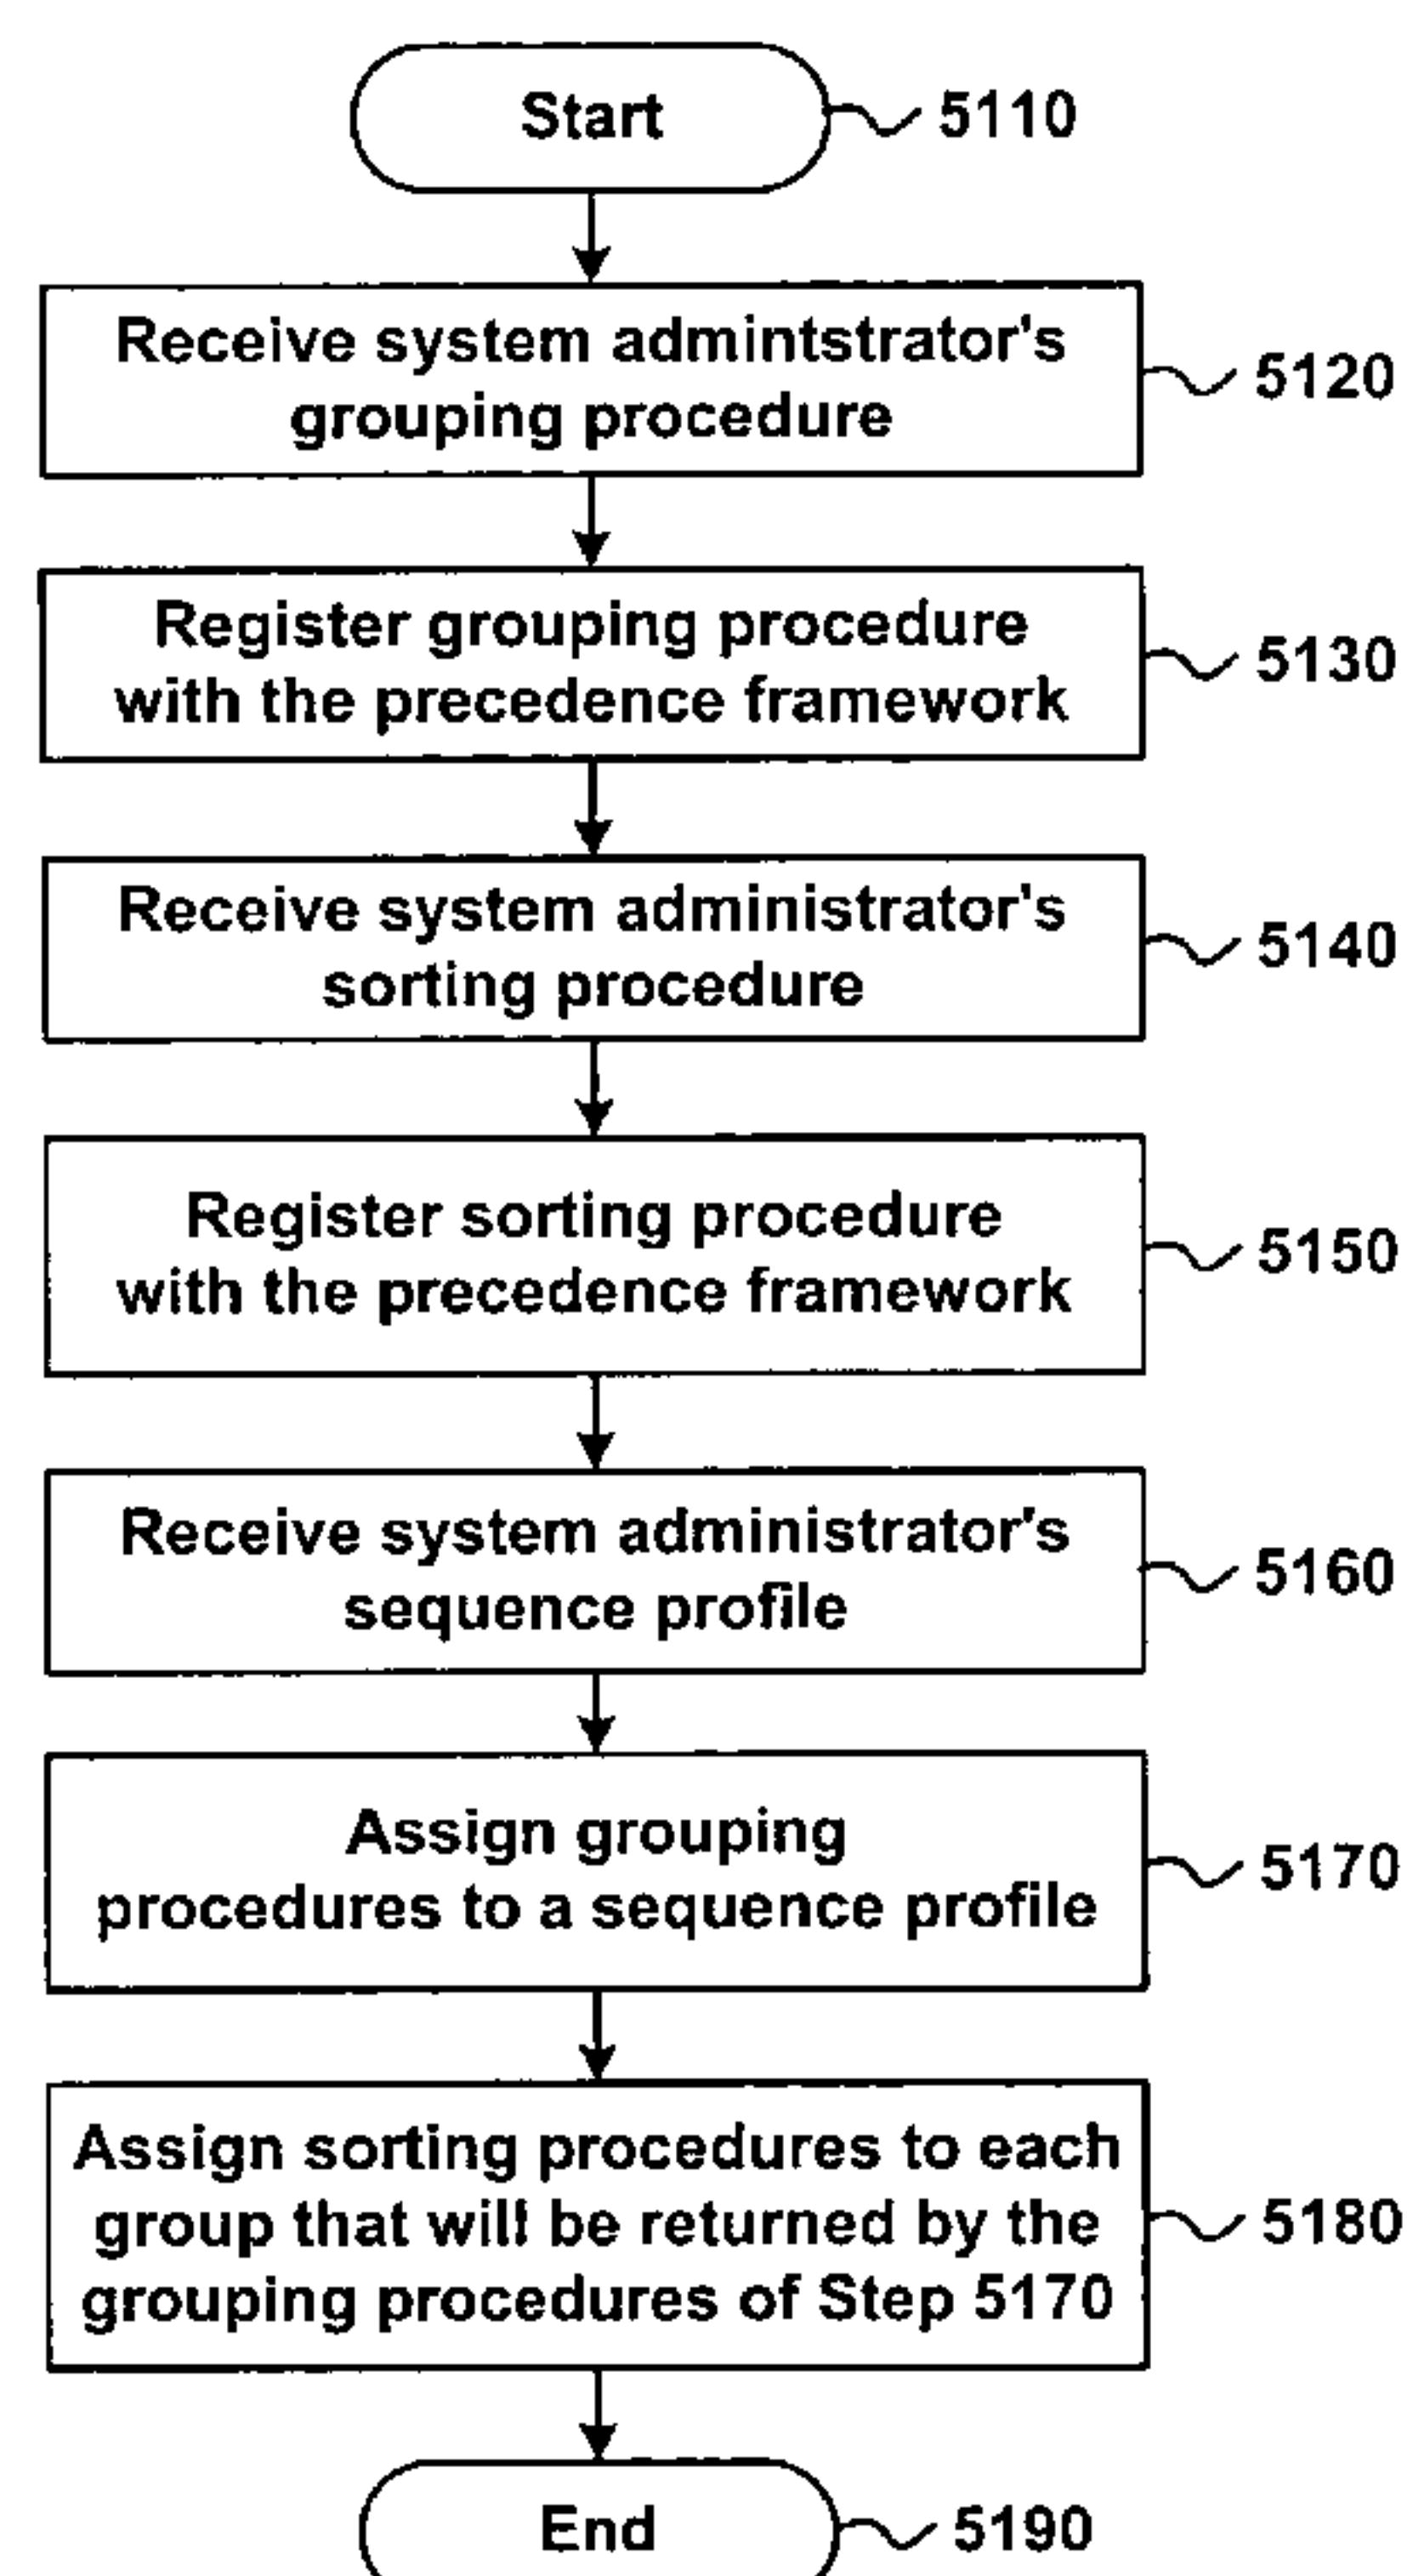 Start
5110
Receive system admintstrator's
grouping procedure
5120
Register grouping procedure
with the precedence framework
5130
Receive system administrator's
sorting procedure
5140
Register sorting procedure
with the precedence framework
5150
Receive system administrator's
sequence profile
5160
Assign grouping
procedures to a sequence profile
5170
Assign sorting procedures to each
group that will be returned by the
grouping procedures of Step 5170
5180
End
5190